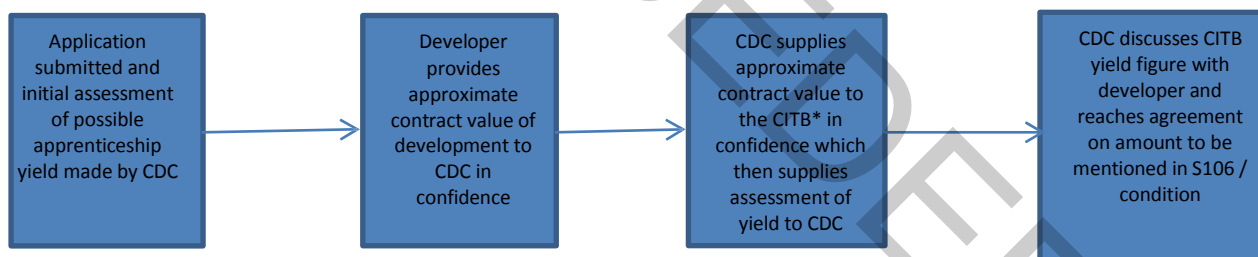 Application
submitted and
initial assessment
of possible
apprenticeship
yield made by CDC
Developer
provides
approximate
contract value of
development to
CDC in
confidence
CDC supplies
approximate
contract value to
the CITB* in
confidence which
then supplies
assessment of
yield to CDC
CDC discusses CITB
yield figure with
developer and
reaches agreement
on amount to be
mentioned in S106 /
condition